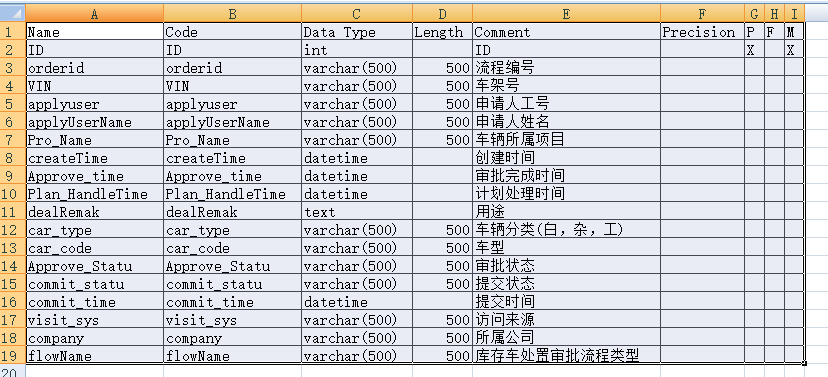 A B C D E F G H I
1 Name Code Data Type Length Comment Precision P F M
2 ID ID int ID X X
3 orderid orderid varchar(500) 500 流程编号
4 VIN VIN varchar(500) 500 车架号
5 applyuser applyuser varchar(500) 500 申请人工号
6 applyUserName applyUserName varchar(500) 500 申请人姓名
7 Pro_Name Pro_Name varchar(500) 500 车辆所属项目
8 createTime createTime datetime 创建时间
9 Approve_time Approve_time datetime 审批完成时间
10 Plan_HandleTime Plan_HandleTime datetime 计划处理时间
11 dealRemak dealRemak text 用途
12 car_type car_type varchar(500) 500 车辆分类(白，杂，工)
13 car_code car_code varchar(500) 500 车型
14 Approve_Statu Approve_Statu varchar(500) 500 审批状态
15 commit_statu commit_statu varchar(500) 500 提交状态
16 commit_time commit_time datetime 提交时间
17 visit_sys visit_sys varchar(500) 500 访问来源
18 company company varchar(500) 500 所属公司
19 flowName flowName varchar(500) 500 库存车处置审批流程类型
20